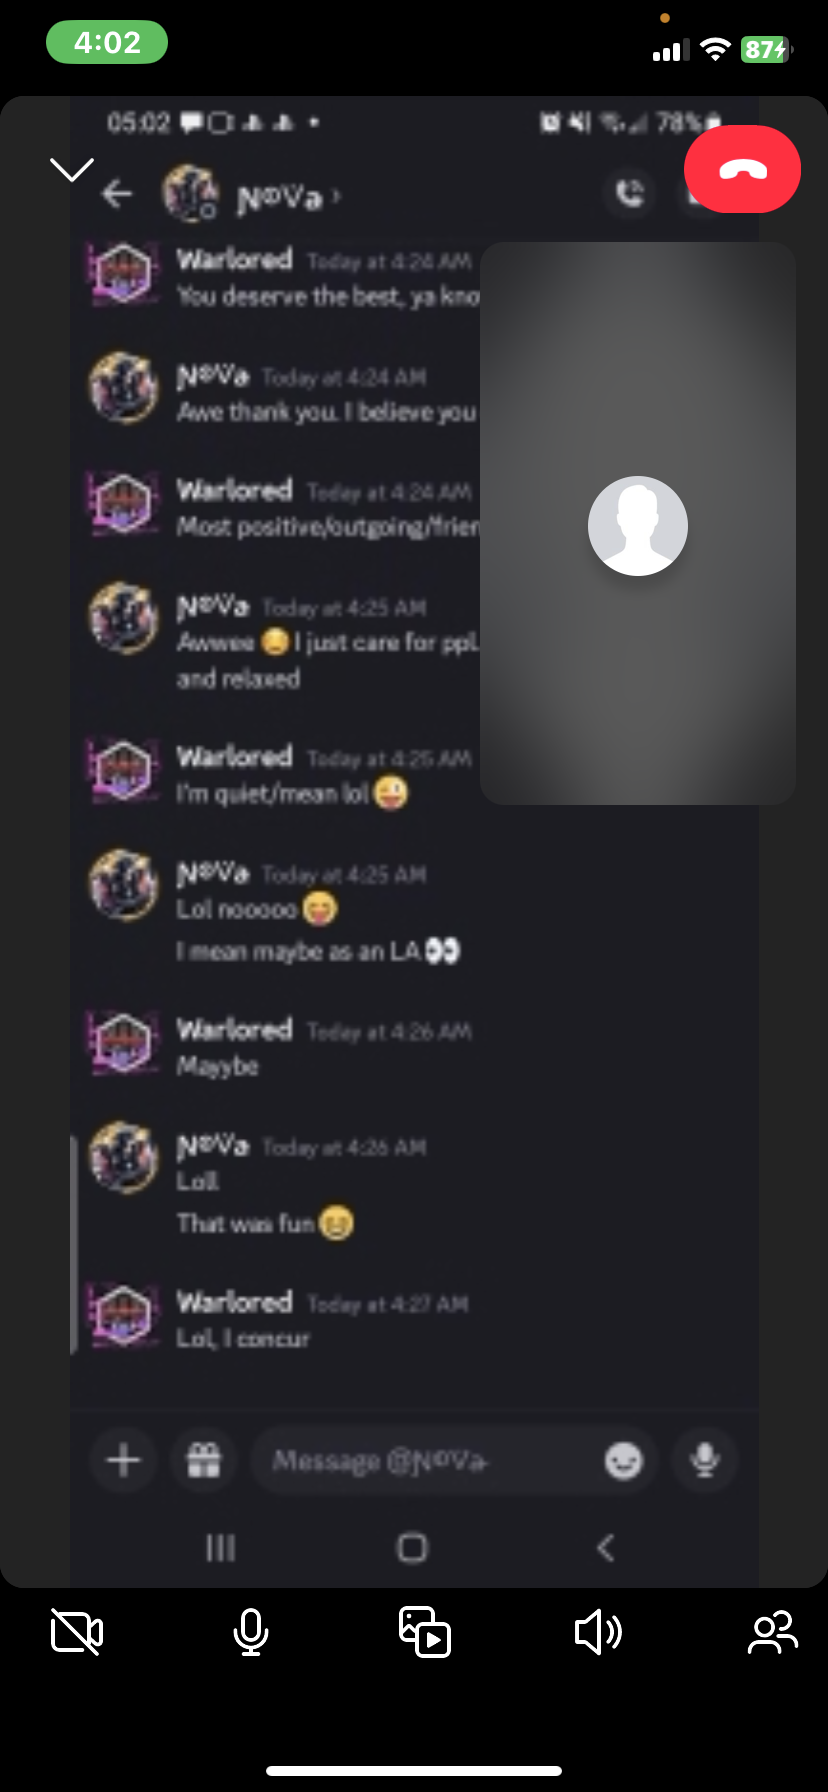 4:02
87
05:02
78%
NOVa
Warlored Today at 4:24 AM
You deserve the best, ya
NOVa Today at 4:24 AM
Awe thank you. I believe you
Warlored Today at 4:24 AM
Most positive/outgoing/
NOVa Today at 4:25 AM
Awwee 😔 I just care for ppl.
and relaxed
Warlored Today at 4:25 AM
I'm quiet/mean lol 😜
NOVa Today at 4:25 AM
Lol nooooo 😛
I mean maybe as an LA 👀
Warlored Today at 4:26 AM
Mayybe
NOVa Today at 4:26 AM
Loll
That was fun 😄
Warlored Today at 4:27 AM
Lol, I concur
Message @NOVa